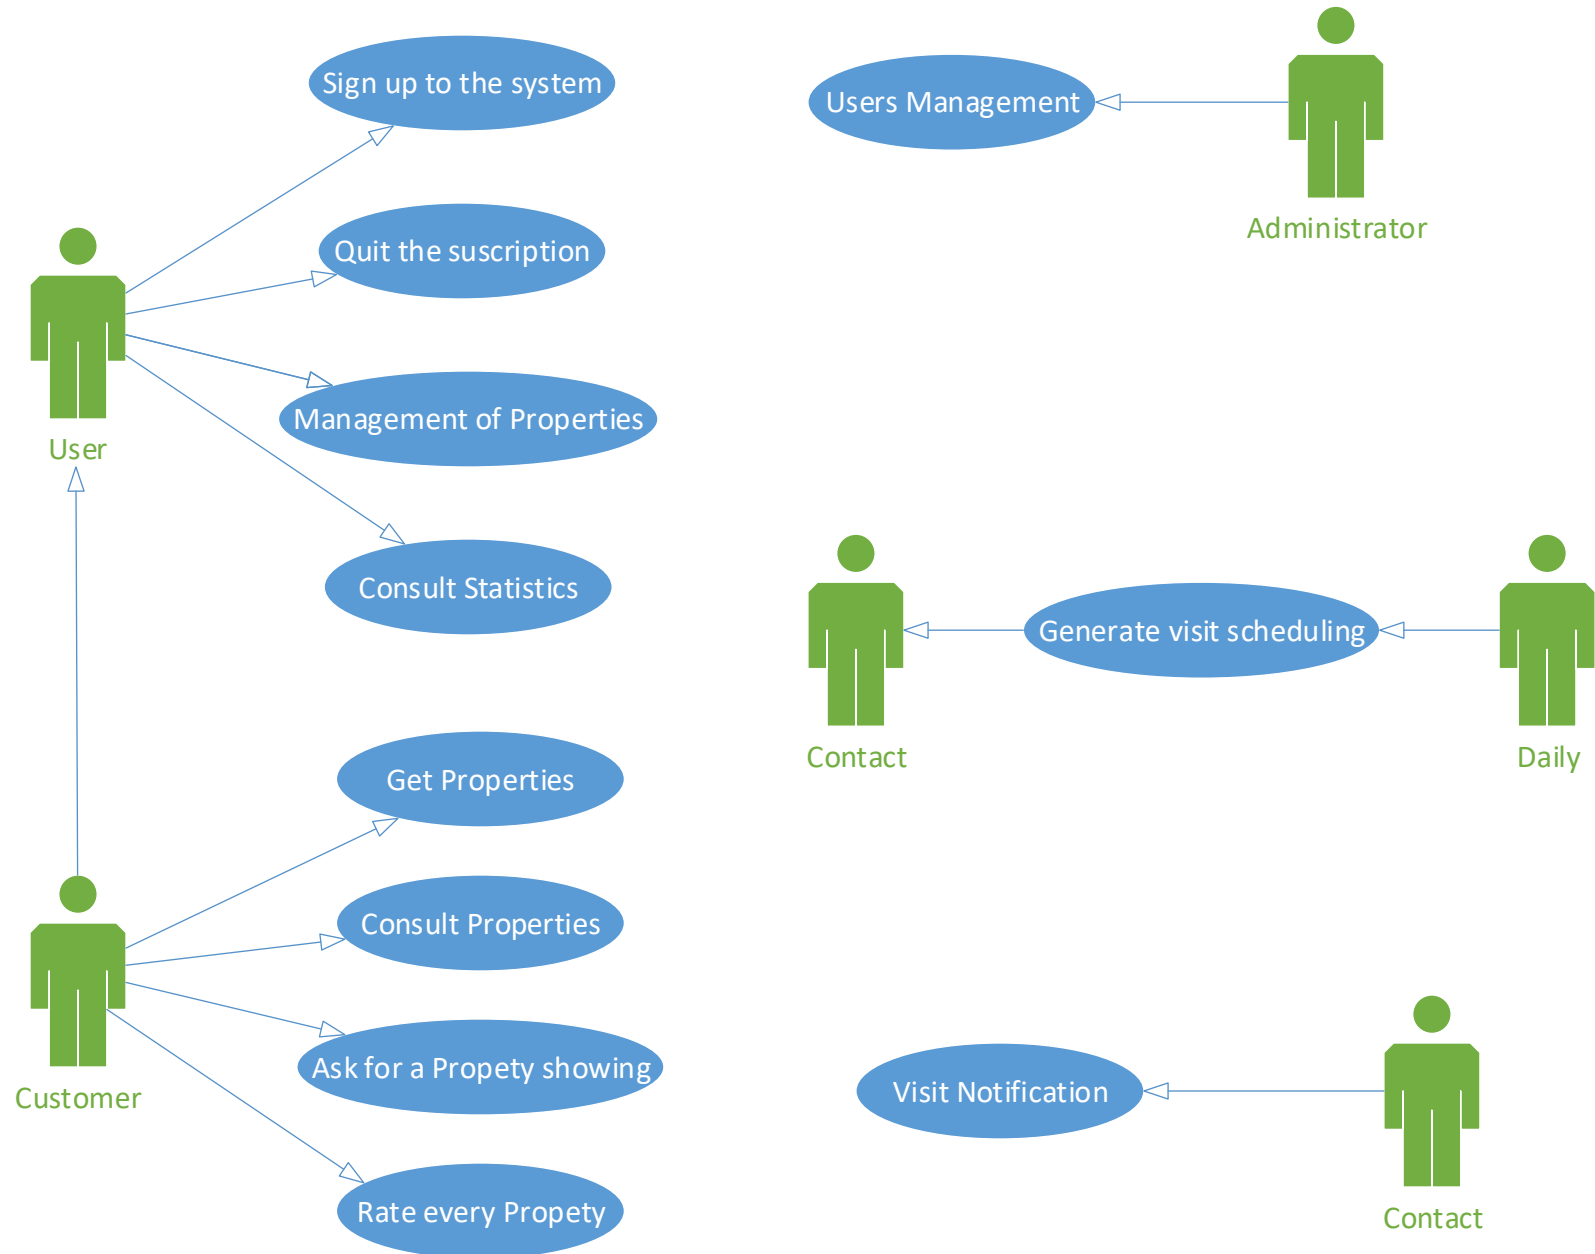 Sign up to the system
Users Management
Administrator
Quit the suscription
Management of Properties
User
Consult Statistics
Generate visit scheduling
Contact
Daily
Get Properties
Consult Properties
Ask for a Propety showing
Customer
Visit Notification
Rate every Propety
Contact